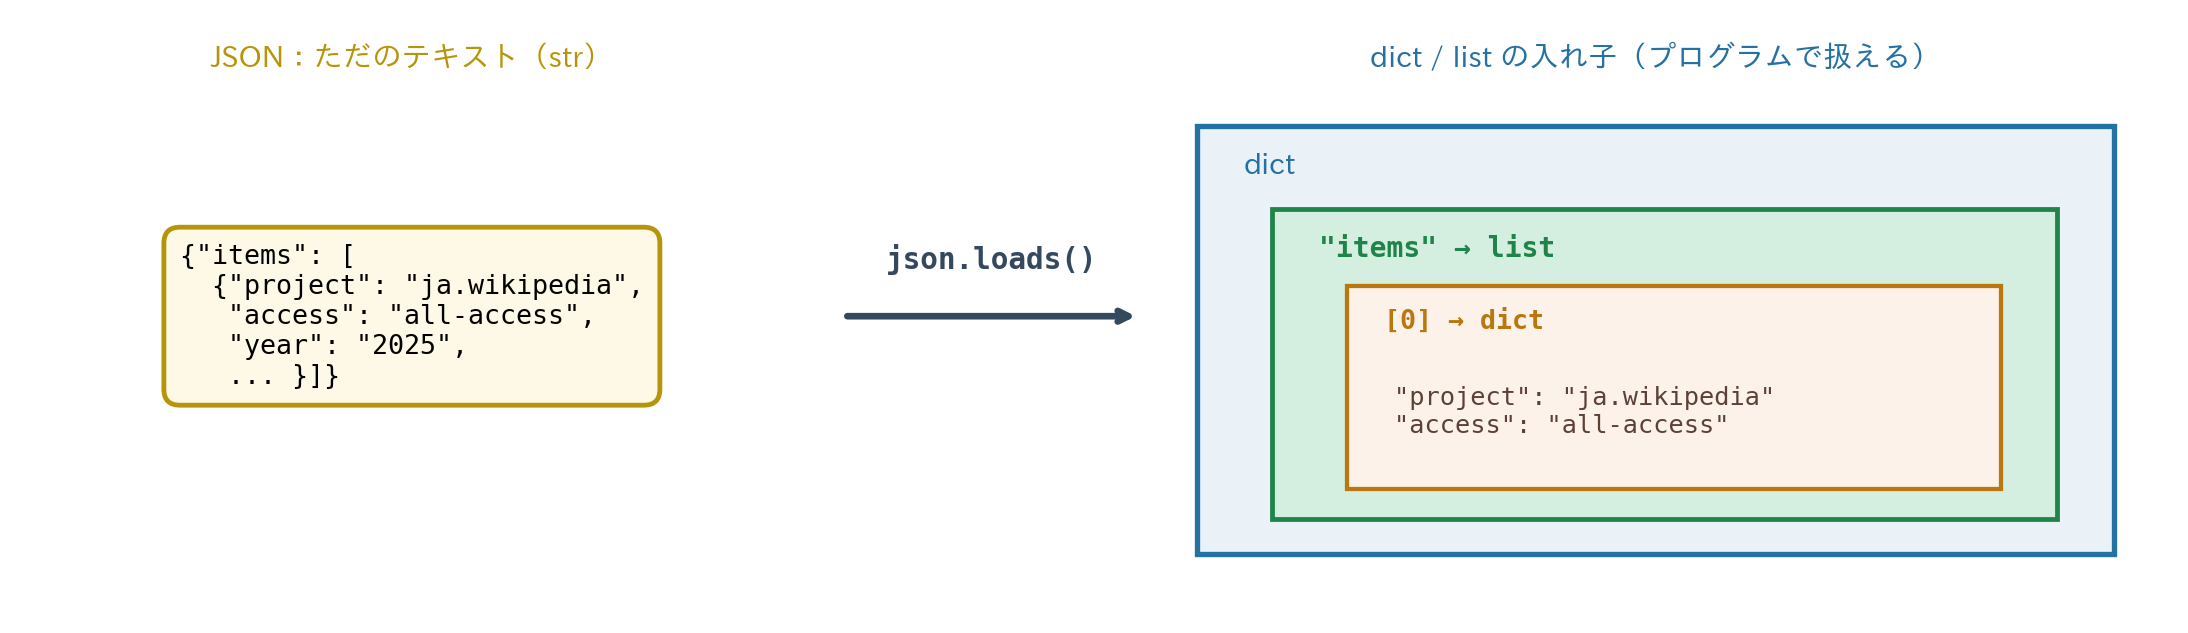 JSON：ただのテキスト（str）
{"items": [
  {"project": "ja.wikipedia",
   "access": "all-access",
   "year": "2025",
   ... }]}
json.loads()
dict / list の入れ子（プログラムで扱える）
dict
"items" → list
[0] → dict
"project": "ja.wikipedia"
"access": "all-access"